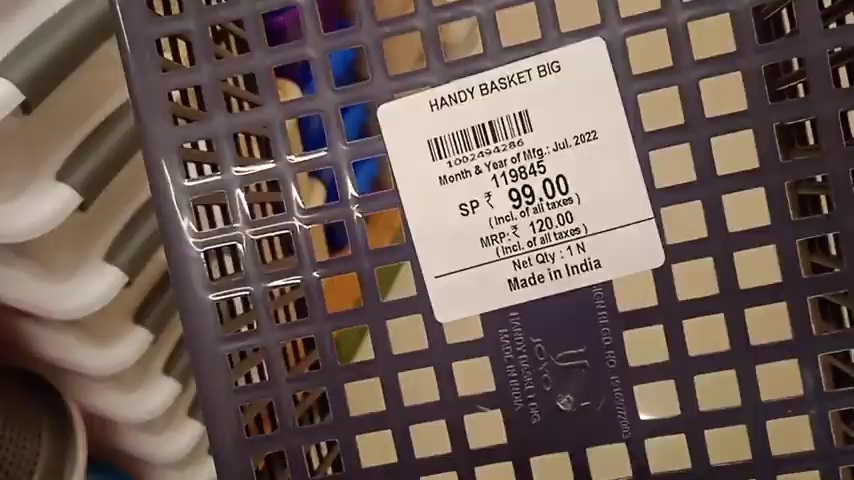 HANDY BASKET BIG
1002494286
Month & Year of Mfg.: Jul. 2022
119845
SP ₹ 99.00
(Incl. of all taxes)
MRP:₹ 120.00
(Incl. of all taxes)
Net Qty : 1 N
Made in India
JOYO
HANDY BASKET BIG
MADE IN INDIA